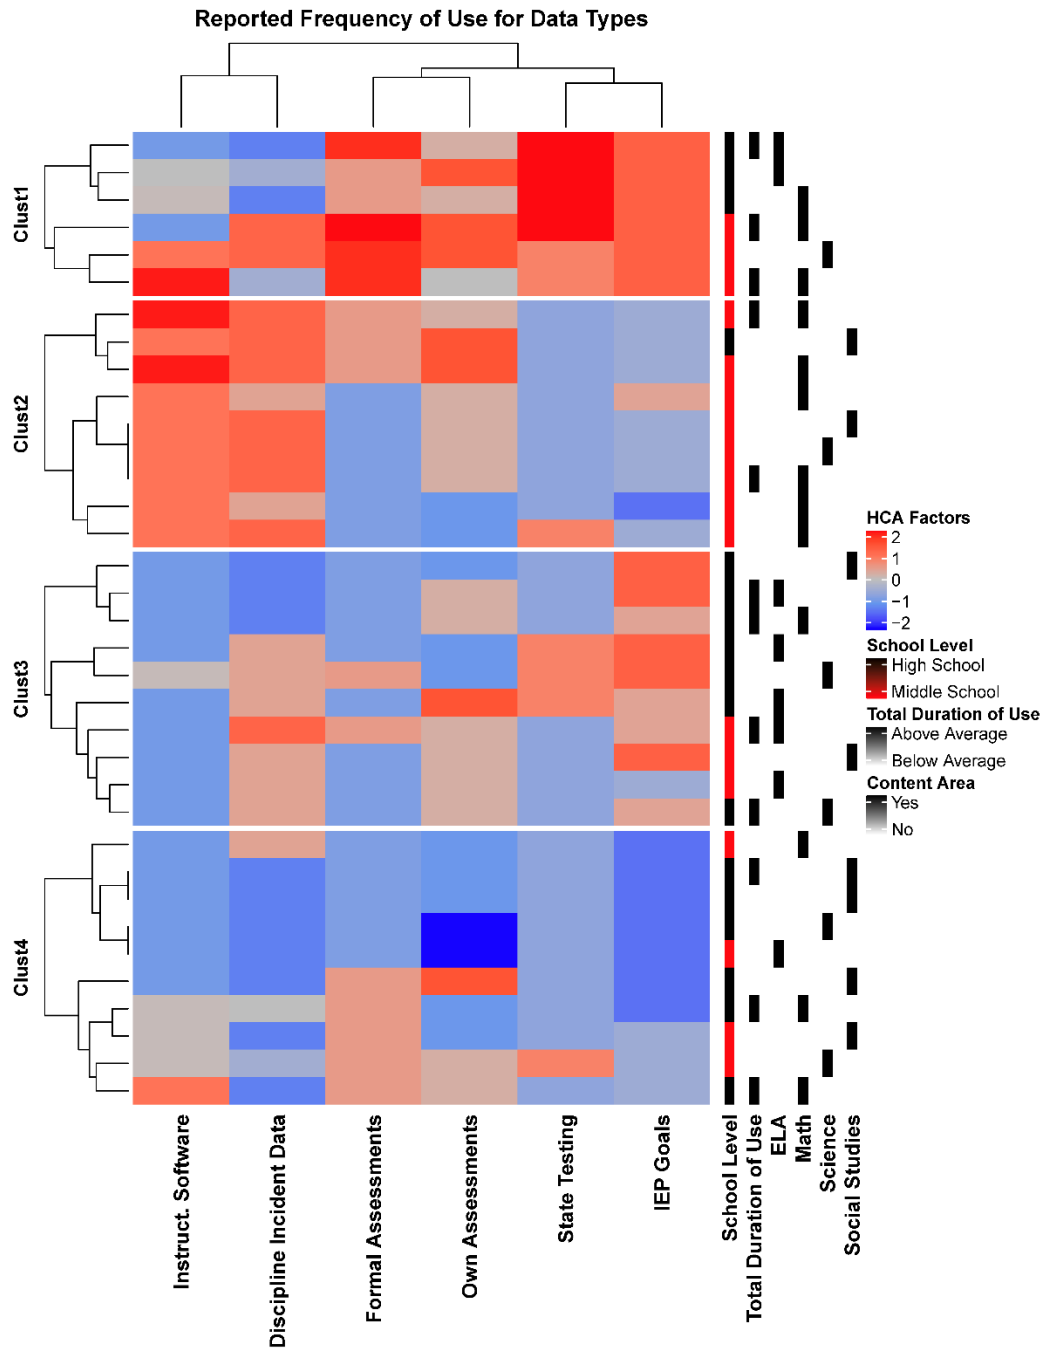 Reported Frequency of Use for Data Types
Clust1
Clust2
Clust3
Clust4
HCA Factors
2
1
0
−1
−2
School Level
High School
Middle School
Total Duration of Use
Above Average
Below Average
Content Area
Yes
No
Instruct. Software
Discipline Incident Data
Formal Assessments
Own Assessments
State Testing
IEP Goals
School Level
Total Duration of Use
ELA
Math
Science
Social Studies